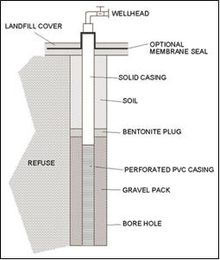 WELLHEAD
LANDFILL COVER
OPTIONAL
MEMBRANE SEAL
SOLID CASING
SOIL
BENTONITE PLUG
REFUSE
PERFORATED PVC CASING
GRAVEL PACK
BORE HOLE